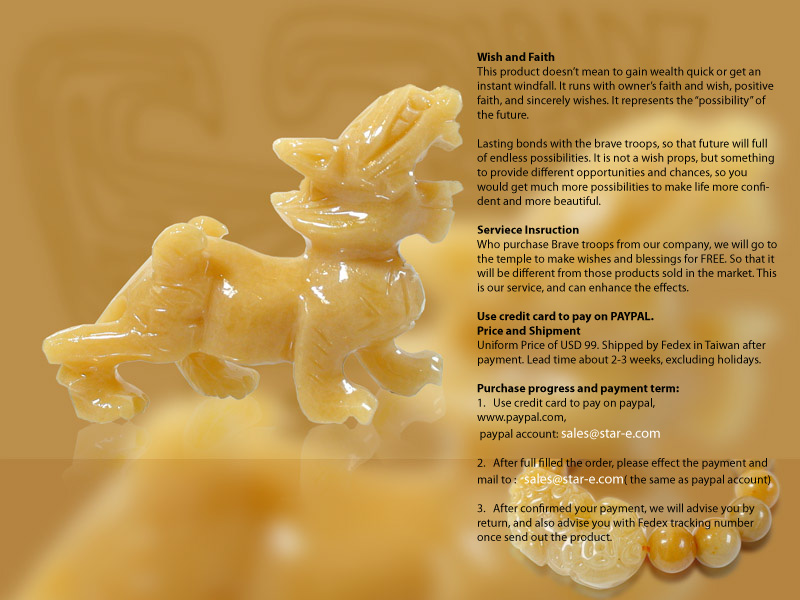 Wish and Faith
This product doesn't mean to gain wealth quick or get an
instant windfall. It runs with owner's faith and wish, positive
faith, and sincerely wishes. It represents the "possibility" of
the future.
Lasting bonds with the brave troops, so that future will full
of endless possibilities. It is not a wish props, but something
to provide different opportunities and chances, so you
would get much more possibilities to make life more confi-
dent and more beautiful.
Serviece Insruction
Who purchase Brave troops from our company, we will go to
the temple to make wishes and blessings for FREE. So that it
will be different from those products sold in the market. This
is our service, and can enhance the effects.
Use credit card to pay on PAYPAL.
Price and Shipment
Uniform Price of USD 99. Shipped by Fedex in Taiwan after
payment. Lead time about 2-3 weeks, excluding holidays.
Purchase progress and payment term:
1. Use credit card to pay on paypal,
www.paypal.com,
paypal account: sales@star-e.com
2. After full filled the order, please effect the payment and
mail to : sales@star-e.com( the same as paypal account)
3. After confirmed your payment, we will advise you by
return, and also advise you with Fedex tracking number
once send out the product.